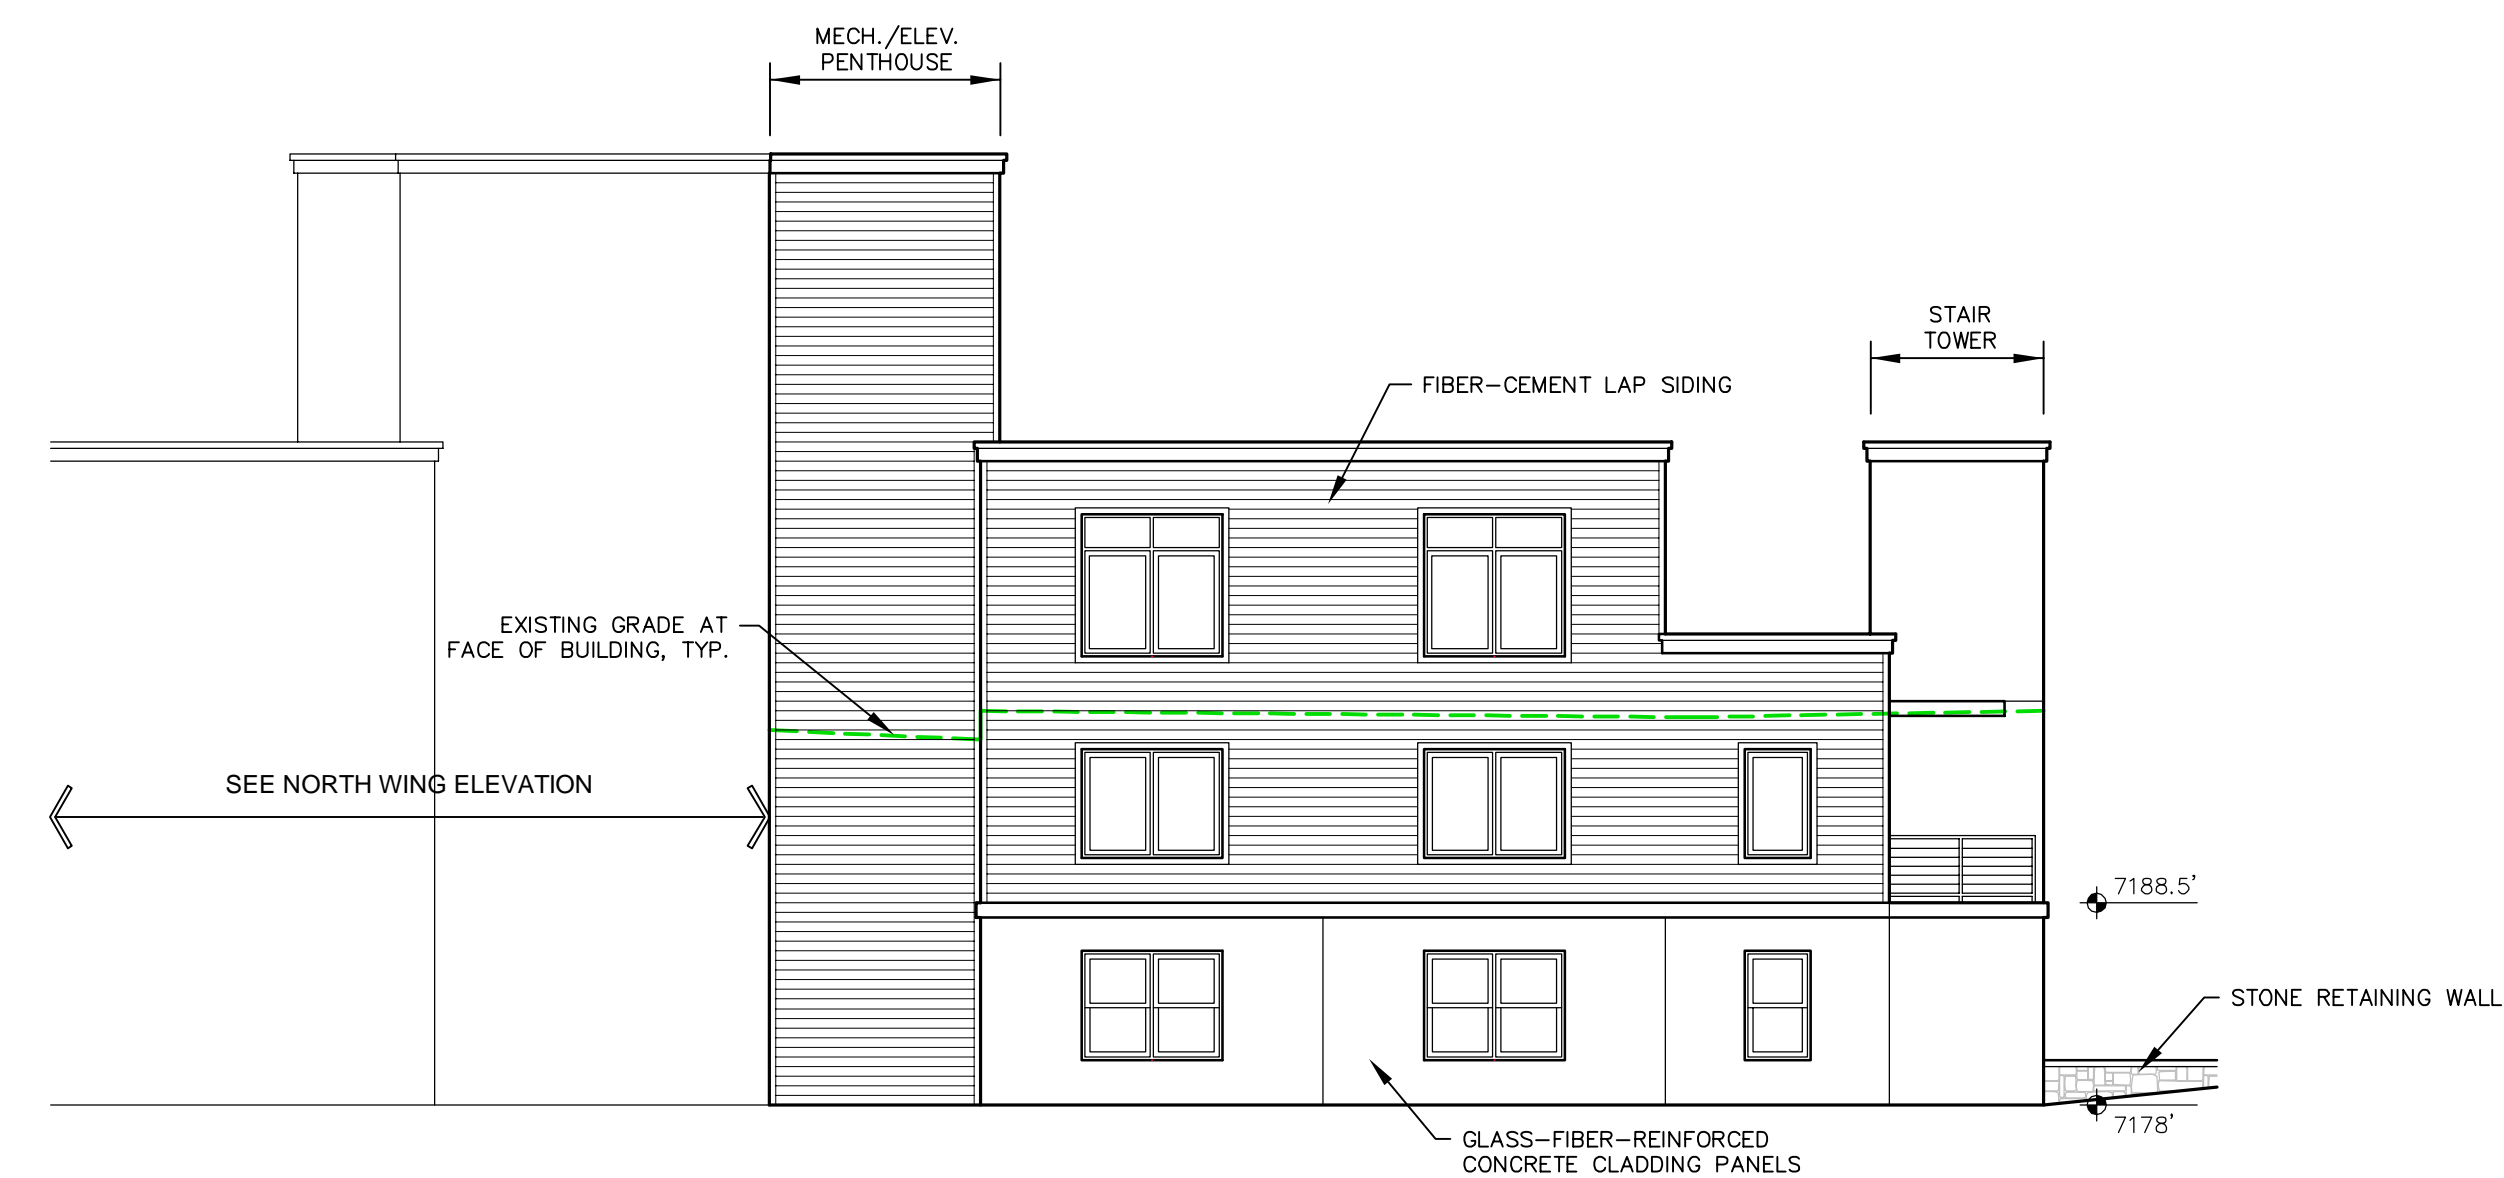 MECH./ELEV.
PENTHOUSE
STAIR
TOWER
FIBER-CEMENT LAP SIDING
EXISTING GRADE AT
FACE OF BUILDING, TYP.
SEE NORTH WING ELEVATION
7188.5'
STONE RETAINING WALL
7178'
GLASS-FIBER-REINFORCED
CONCRETE CLADDING PANELS